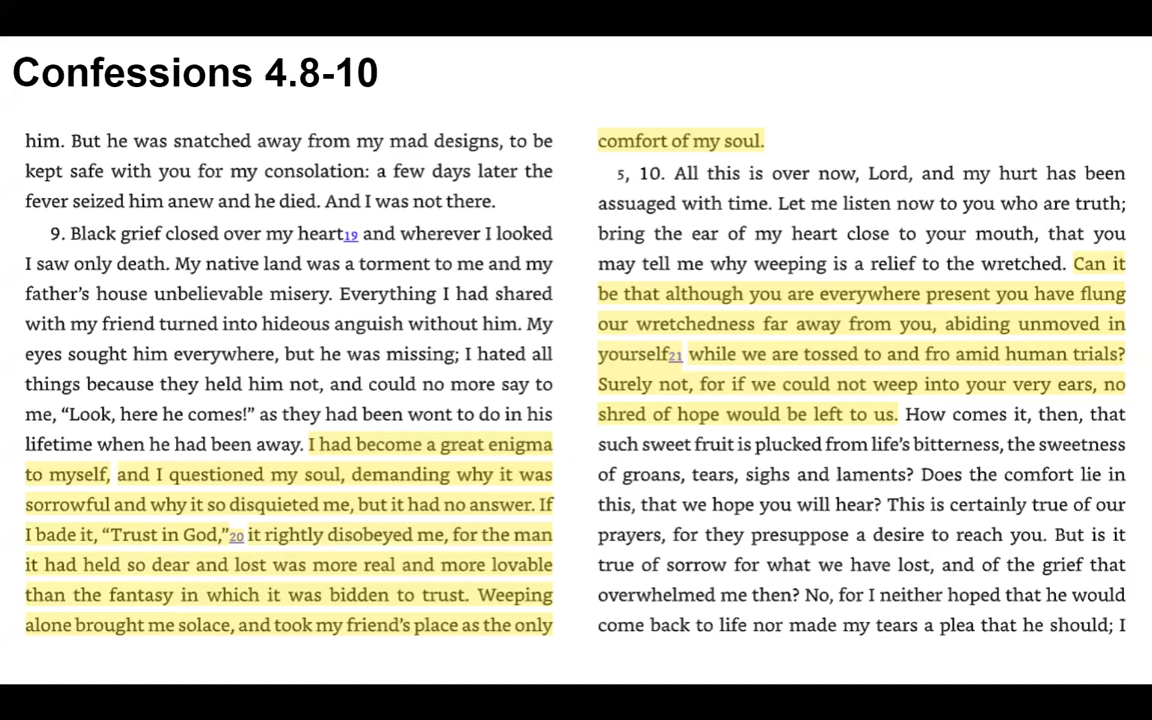 Confessions 4.8-10
him. But he was snatched away from my mad designs, to be
kept safe with you for my consolation: a few days later the
fever seized him anew and he died. And I was not there.
9. Black grief closed over my heart19 and wherever I looked
I saw only death. My native land was a torment to me and my
father’s house unbelievable misery. Everything I had shared
with my friend turned into hideous anguish without him. My
eyes sought him everywhere, but he was missing; I hated all
things because they held him not, and could no more say to
me, “Look, here he comes!” as they had been wont to do in his
lifetime when he had been away. I had become a great enigma
to myself, and I questioned my soul, demanding why it was
sorrowful and why it so disquieted me, but it had no answer. If
I bade it, “Trust in God,”20 it rightly disobeyed me, for the man
it had held so dear and lost was more real and more lovable
than the fantasy in which it was bidden to trust. Weeping
alone brought me solace, and took my friend’s place as the only
comfort of my soul.
5, 10. All this is over now, Lord, and my hurt has been
assuaged with time. Let me listen now to you who are truth;
bring the ear of my heart close to your mouth, that you
may tell me why weeping is a relief to the wretched. Can it
be that although you are everywhere present you have flung
our wretchedness far away from you, abiding unmoved in
yourself21 while we are tossed to and fro amid human trials?
Surely not, for if we could not weep into your very ears, no
shred of hope would be left to us. How comes it, then, that
such sweet fruit is plucked from life’s bitterness, the sweetness
of groans, tears, sighs and laments? Does the comfort lie in
this, that we hope you will hear? This is certainly true of our
prayers, for they presuppose a desire to reach you. But is it
true of sorrow for what we have lost, and of the grief that
overwhelmed me then? No, for I neither hoped that he would
come back to life nor made my tears a plea that he should; I